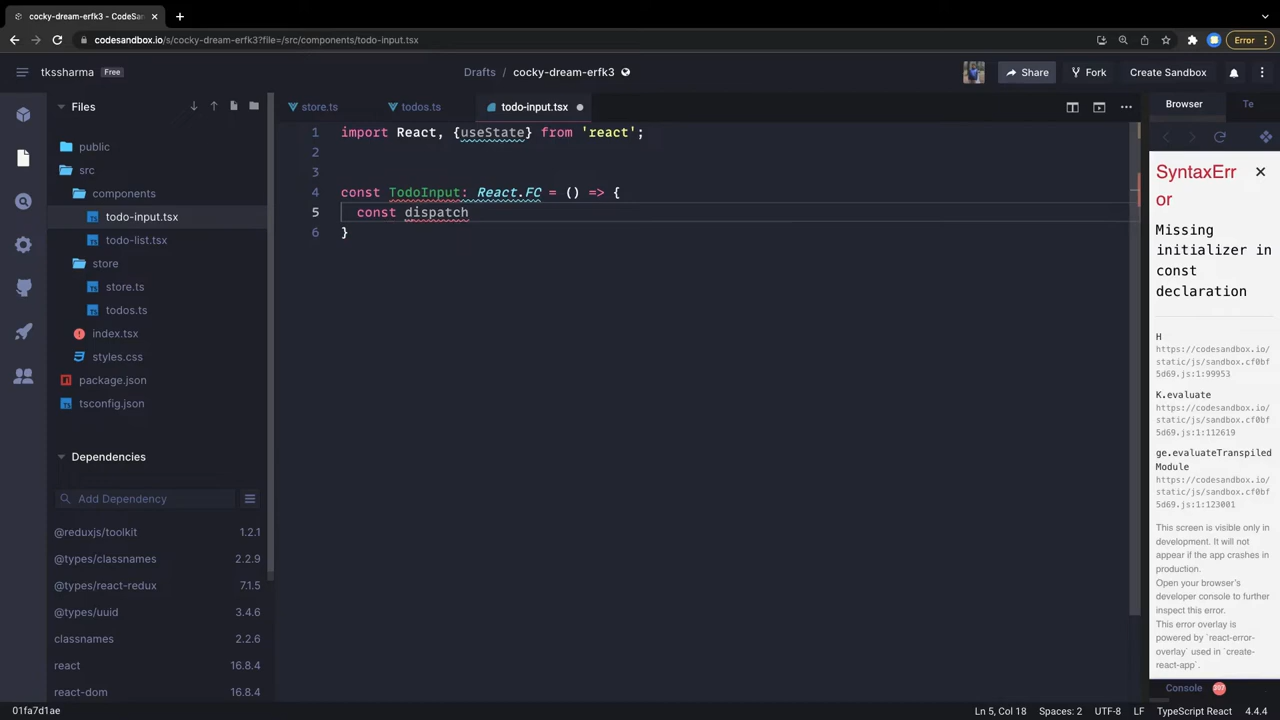 cocky-dream-erfk3 - CodeSan
codesandbox.io/s/cocky-dream-erfk3?file=/src/components/todo-input.tsx
Error
tkssharma Free
Drafts / cocky-dream-erfk3
Share
Fork
Create Sandbox
Files
store.ts
todos.ts
todo-input.tsx
Browser
Te
public
src
components
todo-input.tsx
todo-list.tsx
store
store.ts
todos.ts
index.tsx
styles.css
package.json
tsconfig.json
Dependencies
Add Dependency
@reduxjs/toolkit 1.2.1
@types/classnames 2.2.9
@types/react-redux 7.1.5
@types/uuid 3.4.6
classnames 2.2.6
react 16.8.4
react-dom 16.8.4
1 import React, {useState} from 'react';
2
3
4 const TodoInput: React.FC = () => {
5 const dispatch
6 }
SyntaxErr
or
Missing
initializer in
const
declaration
H
https://codesandbox.io/
static/js/sandbox.cf0bf
5d69.js:1:99953
K.evaluate
https://codesandbox.io/
static/js/sandbox.cf0bf
5d69.js:1:112619
ge.evaluateTranspiled
Module
https://codesandbox.io/
static/js/sandbox.cf0bf
5d69.js:1:123001
This screen is visible only in
development. It will not
appear if the app crashes in
production.
Open your browser's
developer console to further
inspect this error.
This error overlay is
powered by `react-error-
overlay` used in `create-
react-app`.
Console 207
01fa7d1ae
Ln 5, Col 18
Spaces: 2
UTF-8
LF
TypeScript React
4.4.4